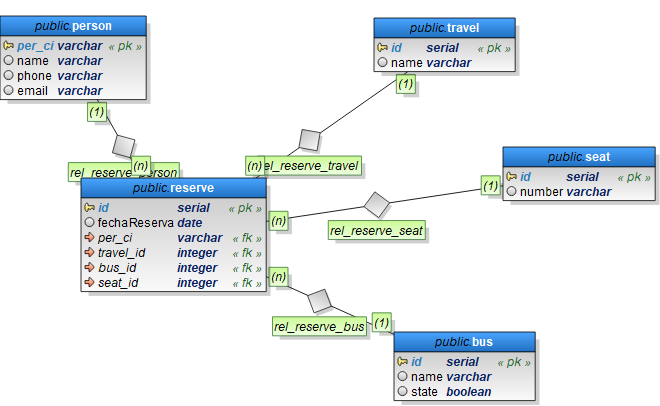 public.person
per_ci varchar « pk »
name varchar
phone varchar
email varchar
(1)
public.travel
id serial « pk »
name varchar
(1)
rel_reserve_person
(n)
(n)
el_reserve_travel
public.seat
id serial « pk »
number varchar
(1)
public.reserve
id serial « pk »
fechaReserva date
per_ci varchar « fk »
travel_id integer « fk »
bus_id integer « fk »
seat_id integer « fk »
(n)
rel_reserve_seat
(n)
rel_reserve_bus
(1)
public.bus
id serial « pk »
name varchar
state boolean